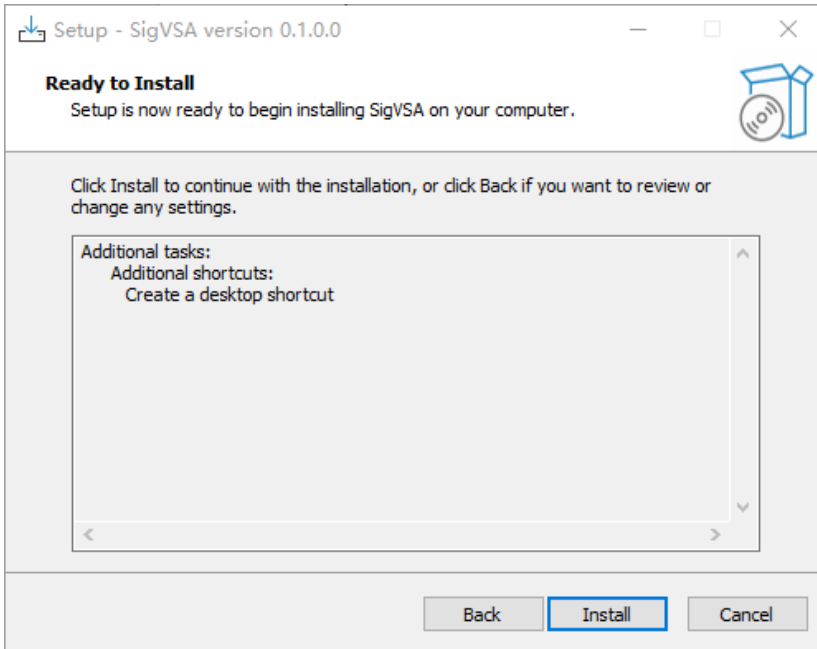 Setup - SigVSA version 0.1.0.0
Ready to Install
Setup is now ready to begin installing SigVSA on your computer.
Click Install to continue with the installation, or click Back if you want to review or
change any settings.
Additional tasks:
Additional shortcuts:
Create a desktop shortcut
Back
Install
Cancel